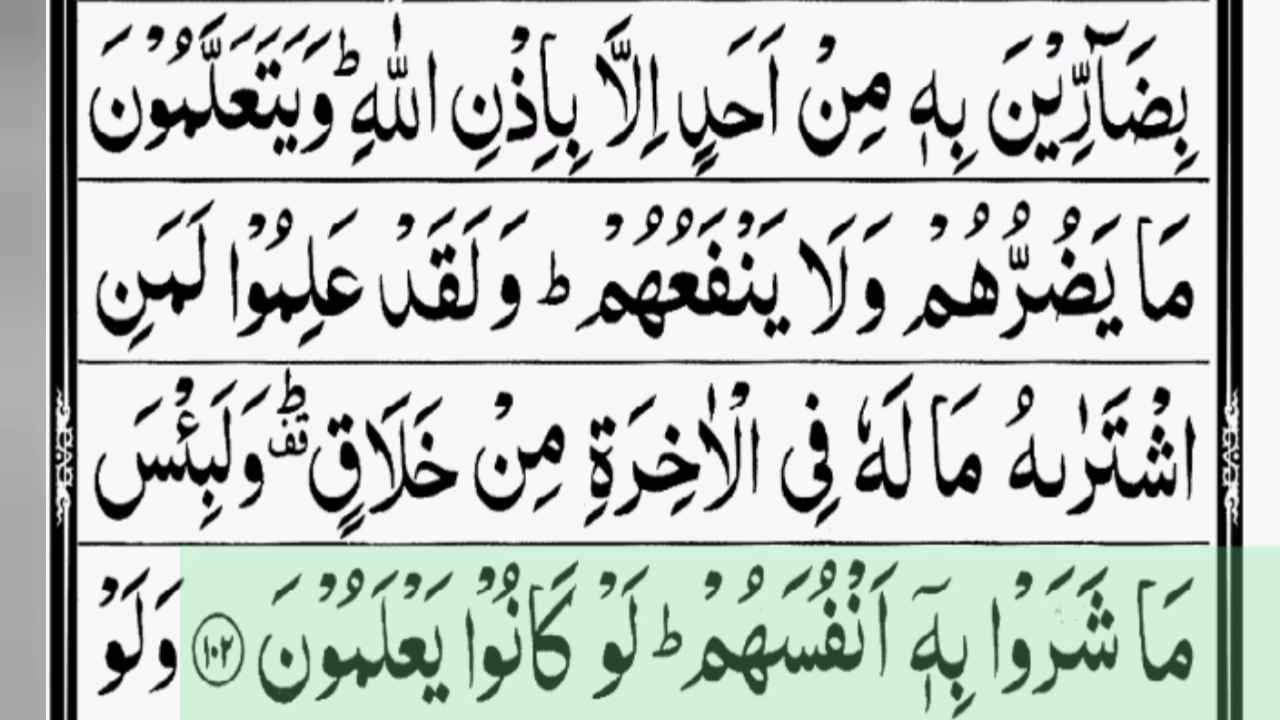 بِضَآرِّيْنَ بِهٖ مِنْ اَحَدٍ اِلَّا بِاِذْنِ اللّٰهِ ؕ وَيَتَعَلَّمُوْنَ
مَا يَضُرُّهُمْ وَلَا يَنْفَعُهُمْ ؕ وَلَقَدْ عَلِمُوْا لَمَنِ
اشْتَرٰىهُ مَا لَهٗ فِى الْاٰخِرَةِ مِنْ خَلَاقٍ ؕ قف وَلَبِئْسَ
مَا شَرَوْا بِهٖٓ اَنْفُسَهُمْ ؕ لَوْ كَانُوْا يَعْلَمُوْنَ ﴿١٠٢﴾ وَلَوْ